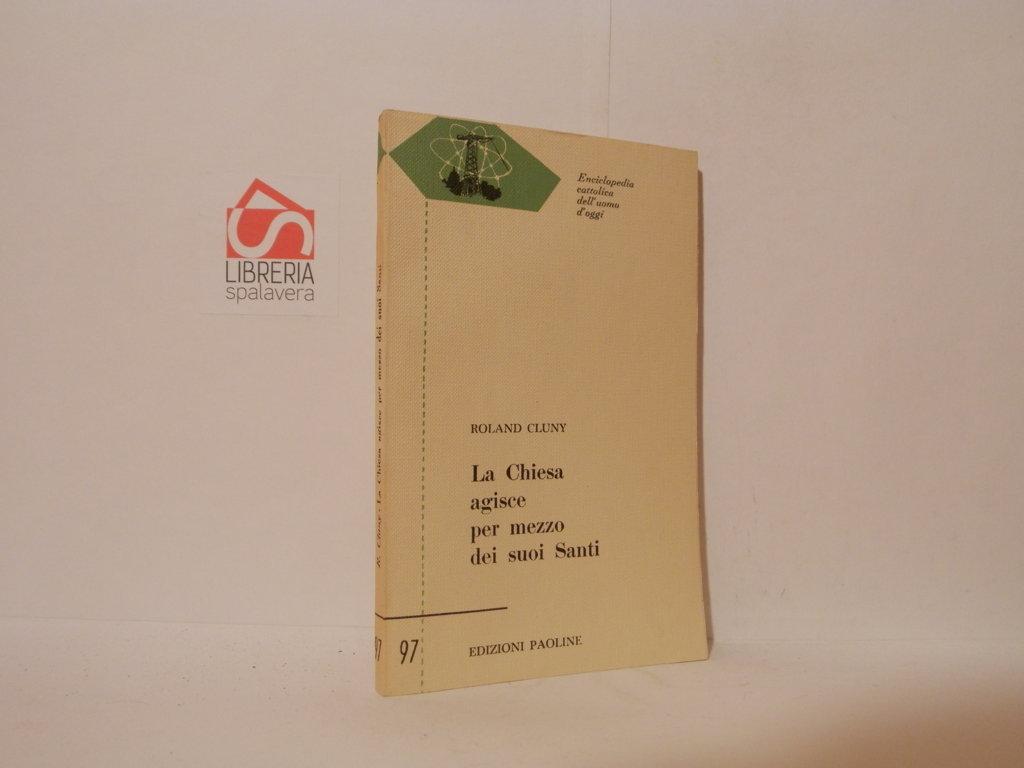 LIBRERIA
spalavera
Enciclopedia
cattolica
dell'uomo
d'oggi
ROLAND CLUNY
La Chiesa
agisce
per mezzo
dei suoi Santi
97
EDIZIONI PAOLINE
R. Cluny - La Chiesa agisce per mezzo dei suoi Santi
97